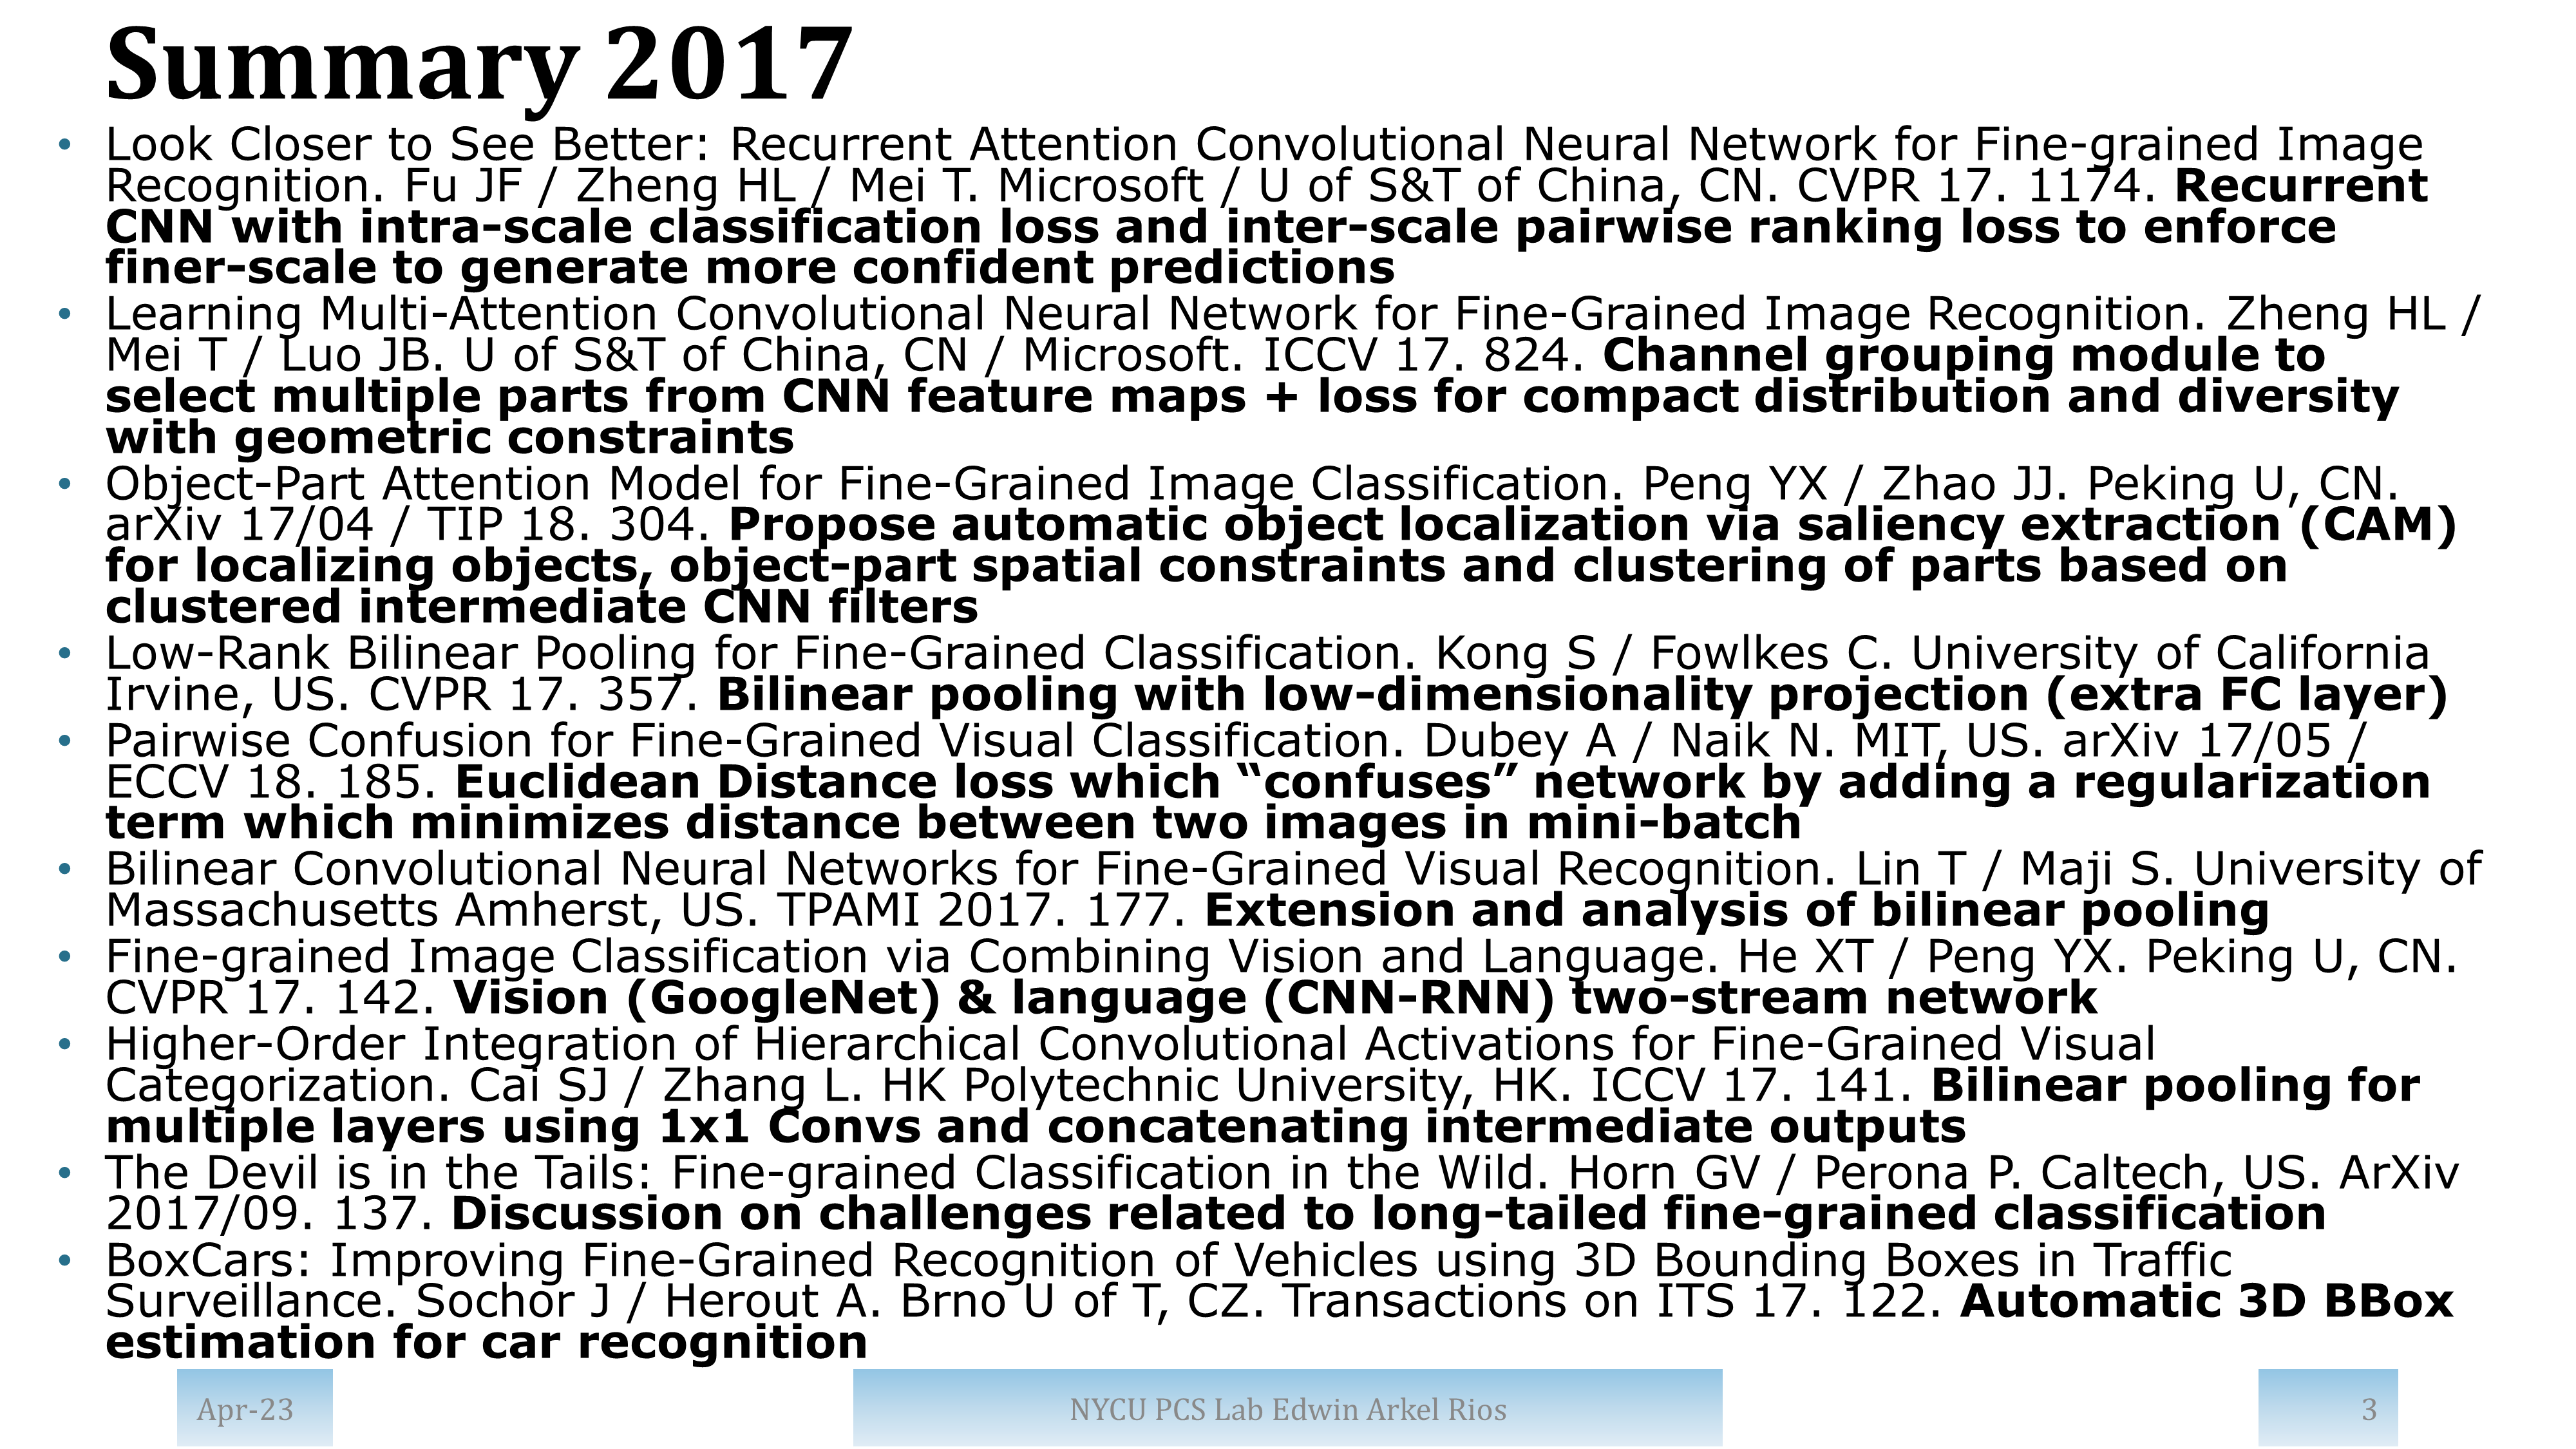 Summary 2017
• Look Closer to See Better: Recurrent Attention Convolutional Neural Network for Fine-grained Image
Recognition. Fu JF / Zheng HL / Mei T. Microsoft / U of S&T of China, CN. CVPR 17. 1174. Recurrent
CNN with intra-scale classification loss and inter-scale pairwise ranking loss to enforce
finer-scale to generate more confident predictions
• Learning Multi-Attention Convolutional Neural Network for Fine-Grained Image Recognition. Zheng HL /
Mei T / Luo JB. U of S&T of China, CN / Microsoft. ICCV 17. 824. Channel grouping module to
select multiple parts from CNN feature maps + loss for compact distribution and diversity
with geometric constraints
• Object-Part Attention Model for Fine-Grained Image Classification. Peng YX / Zhao JJ. Peking U, CN.
arXiv 17/04 / TIP 18. 304. Propose automatic object localization via saliency extraction (CAM)
for localizing objects, object-part spatial constraints and clustering of parts based on
clustered intermediate CNN filters
• Low-Rank Bilinear Pooling for Fine-Grained Classification. Kong S / Fowlkes C. University of California
Irvine, US. CVPR 17. 357. Bilinear pooling with low-dimensionality projection (extra FC layer)
• Pairwise Confusion for Fine-Grained Visual Classification. Dubey A / Naik N. MIT, US. arXiv 17/05 /
ECCV 18. 185. Euclidean Distance loss which “confuses” network by adding a regularization
term which minimizes distance between two images in mini-batch
• Bilinear Convolutional Neural Networks for Fine-Grained Visual Recognition. Lin T / Maji S. University of
Massachusetts Amherst, US. TPAMI 2017. 177. Extension and analysis of bilinear pooling
• Fine-grained Image Classification via Combining Vision and Language. He XT / Peng YX. Peking U, CN.
CVPR 17. 142. Vision (GoogleNet) & language (CNN-RNN) two-stream network
• Higher-Order Integration of Hierarchical Convolutional Activations for Fine-Grained Visual
Categorization. Cai SJ / Zhang L. HK Polytechnic University, HK. ICCV 17. 141. Bilinear pooling for
multiple layers using 1x1 Convs and concatenating intermediate outputs
• The Devil is in the Tails: Fine-grained Classification in the Wild. Horn GV / Perona P. Caltech, US. ArXiv
2017/09. 137. Discussion on challenges related to long-tailed fine-grained classification
• BoxCars: Improving Fine-Grained Recognition of Vehicles using 3D Bounding Boxes in Traffic
Surveillance. Sochor J / Herout A. Brno U of T, CZ. Transactions on ITS 17. 122. Automatic 3D BBox
estimation for car recognition
Apr-23
NYCU PCS Lab Edwin Arkel Rios
3